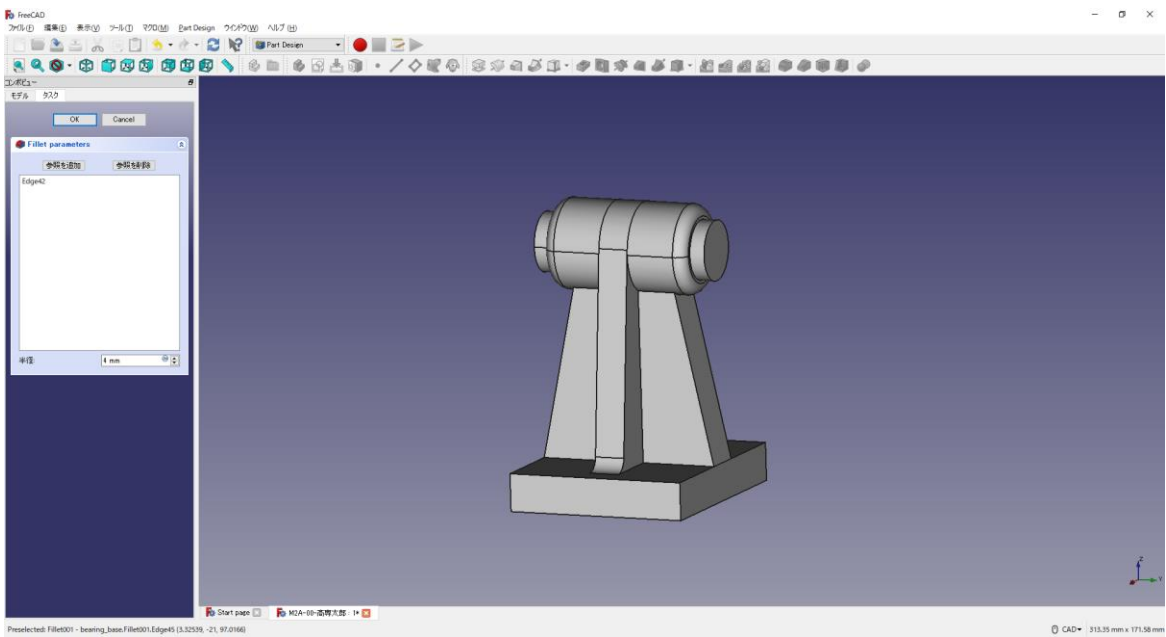 FreeCAD
ファイル(F) 編集(E) 表示(V) ツール(T) マクロ(M) Part Design ウインドウ(W) ヘルプ(H)
Part Design
コンボビュー
モデル タスク
OK Cancel
Fillet parameters
参照を追加 参照を削除
Edge42
半径: 4 mm
Z
Y
Start page M2A-00-高専太郎 : 1*
Preselected: Fillet001 - bearing_base.Fillet001.Edge45 (3.32539, -21, 97.0166) CAD 313.35 mm x 171.58 mm